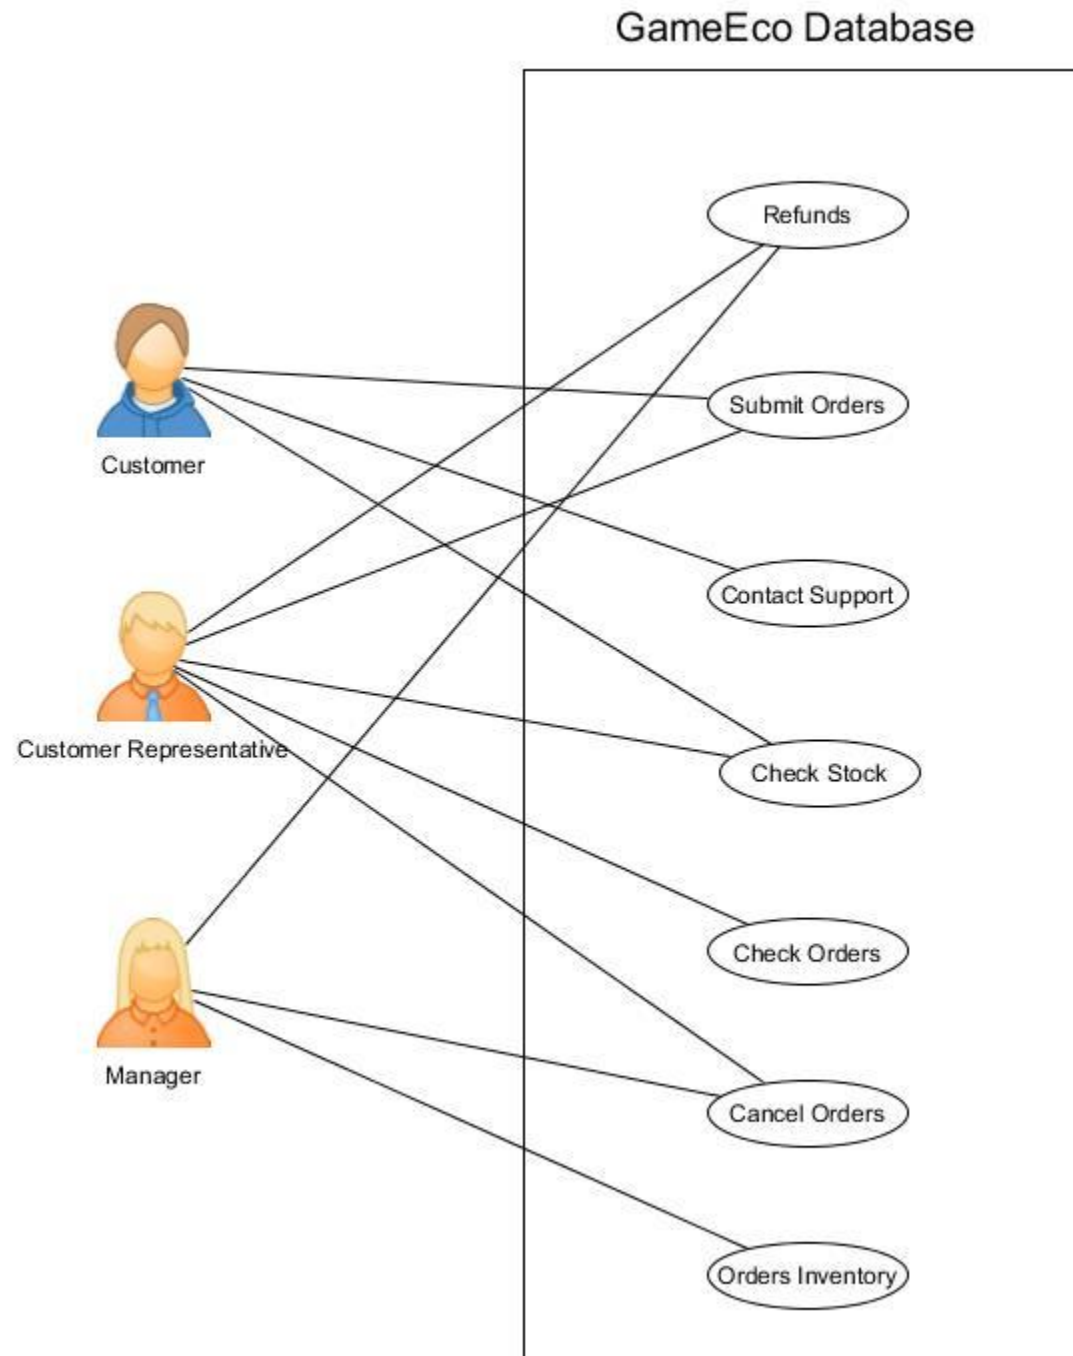 GameEco Database
Refunds
Submit Orders
Customer
Contact Support
Customer Representative
Check Stock
Check Orders
Manager
Cancel Orders
Orders Inventory